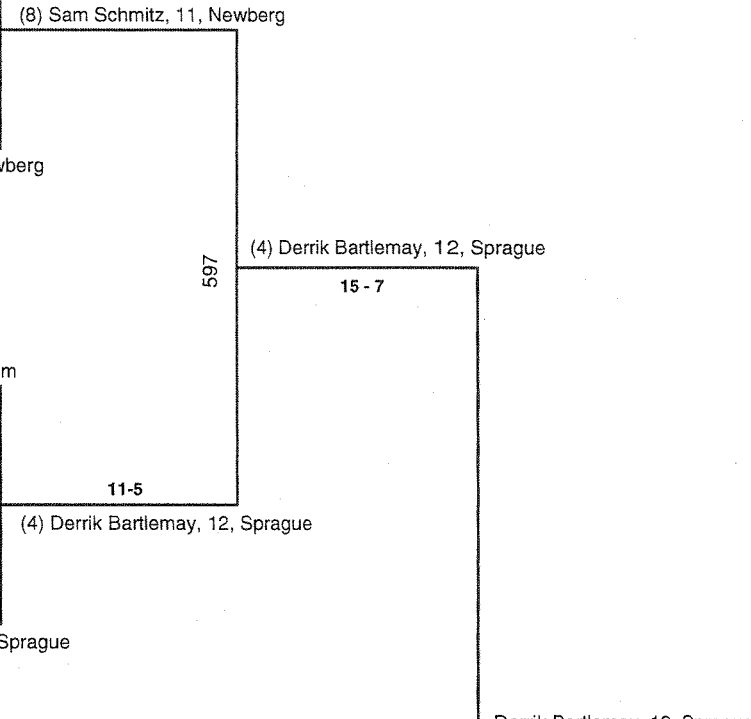 (8) Sam Schmitz, 11, Newberg
(4) Derrik Bartlemay, 12, Sprague
597
15 - 7
11-5
(4) Derrik Bartlemay, 12, Sprague
Sprague